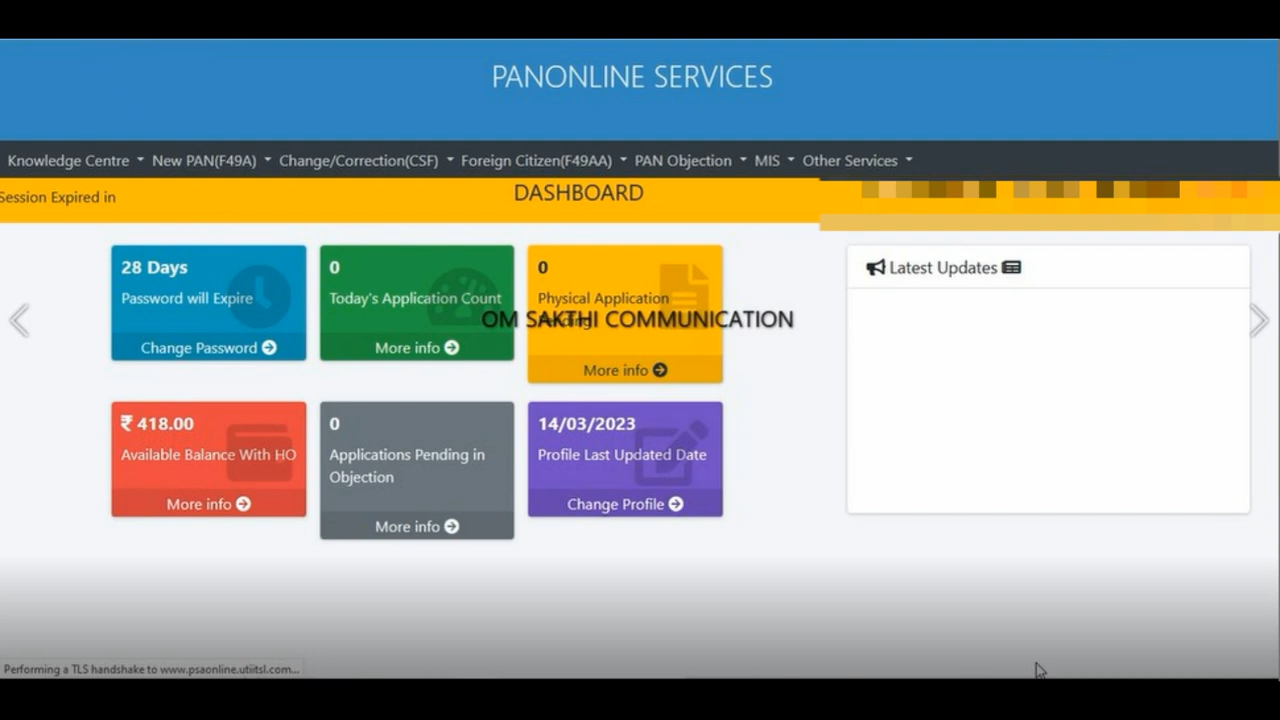 PANONLINE SERVICES
Knowledge Centre New PAN(F49A) Change/Correction(CSF) Foreign Citizen(F49AA) PAN Objection MIS Other Services
Session Expired in
DASHBOARD
28 Days
Password will Expire
Change Password
0
Today's Application Count
More info
0
Physical Application
More info
OM SAKTHI COMMUNICATION
₹ 418.00
Available Balance With HO
More info
0
Applications Pending in
Objection
More info
14/03/2023
Profile Last Updated Date
Change Profile
Latest Updates
Performing a TLS handshake to www.psaonline.utiitsl.com...